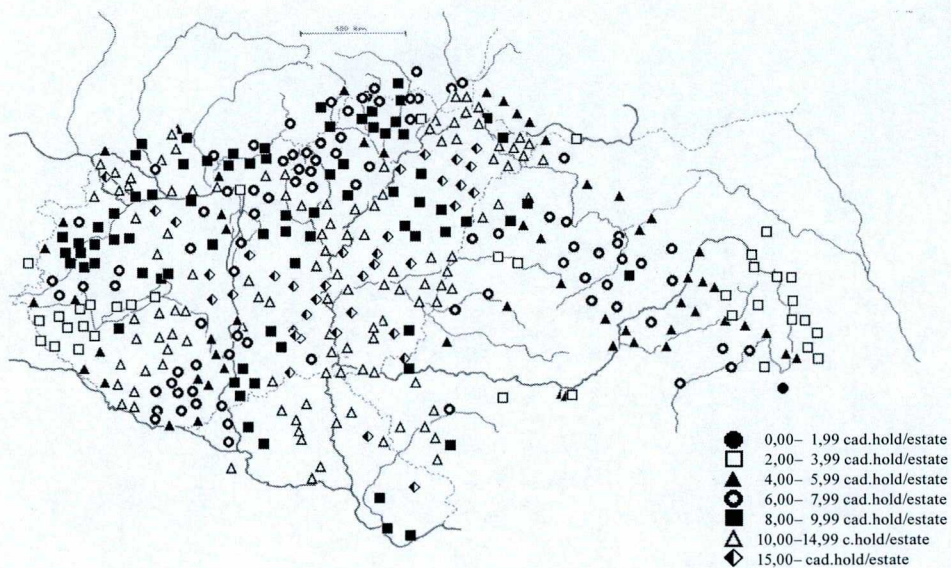 0,00– 1,99 cad.hold/estate
2,00– 3,99 cad.hold/estate
4,00– 5,99 cad.hold/estate
6,00– 7,99 cad.hold/estate
8,00– 9,99 cad.hold/estate
10,00–14,99 c.hold/estate
15,00– cad.hold/estate